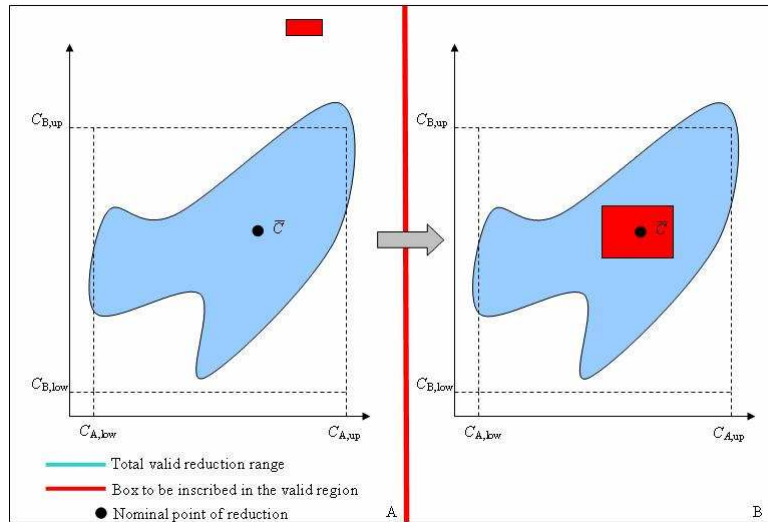 C_B,up
C̄
C_B,low
C_A,low
C_A,up
Total valid reduction range
Box to be inscribed in the valid region
Nominal point of reduction
A
C_B,up
C̄
C_B,low
C_A,low
C_A,up
B